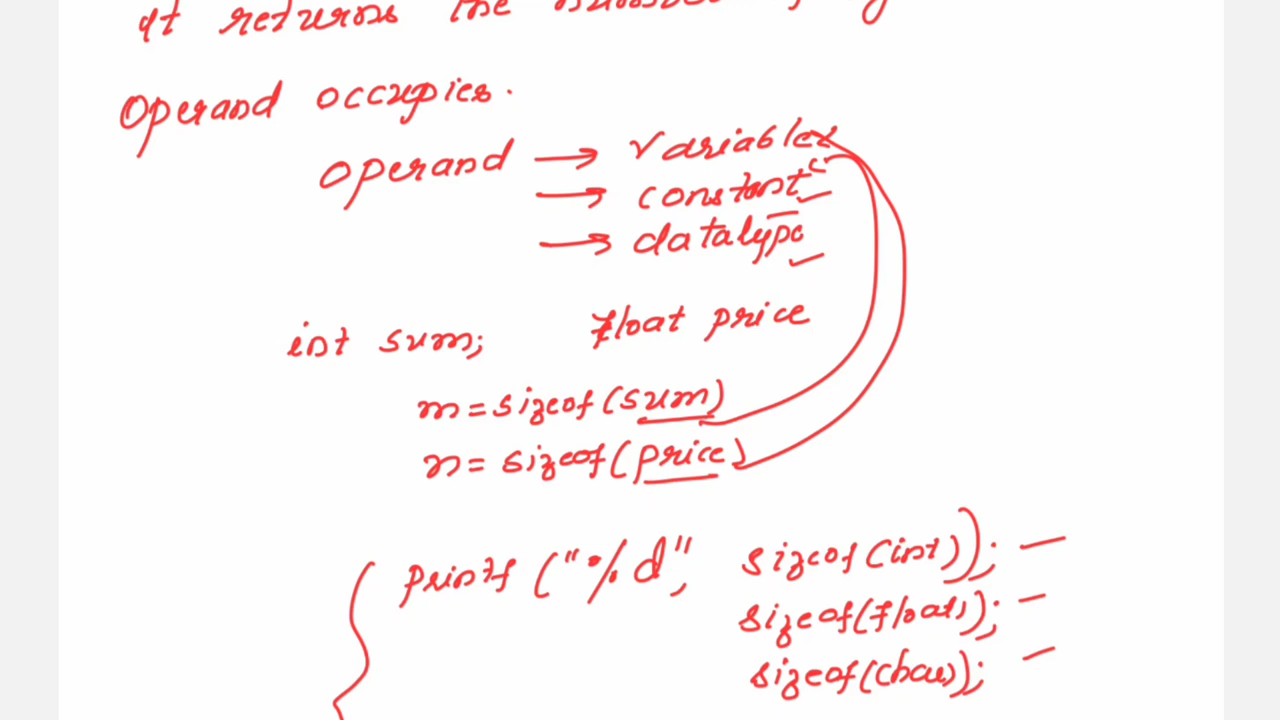 It returns the
Operand occupies.
Operand → Variables
→ constant
→ datatype
int sum; float price
m = sizeof(sum)
n = sizeof(price)
printf ("%d", sizeof(int));
sizeof(float));
sizeof(char));